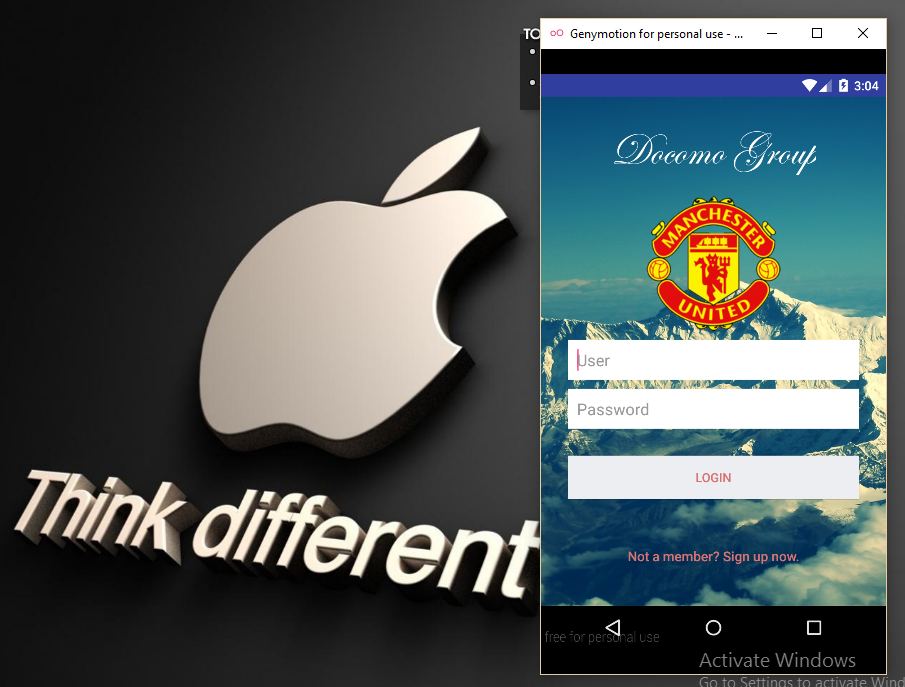 TO
Genymotion for personal use - ...
3:04
Docomo Group
MANCHESTER
UNITED
User
Password
LOGIN
Not a member? Sign up now.
Think different
free for personal use
Activate Windows
Go to Settings to activate Wind